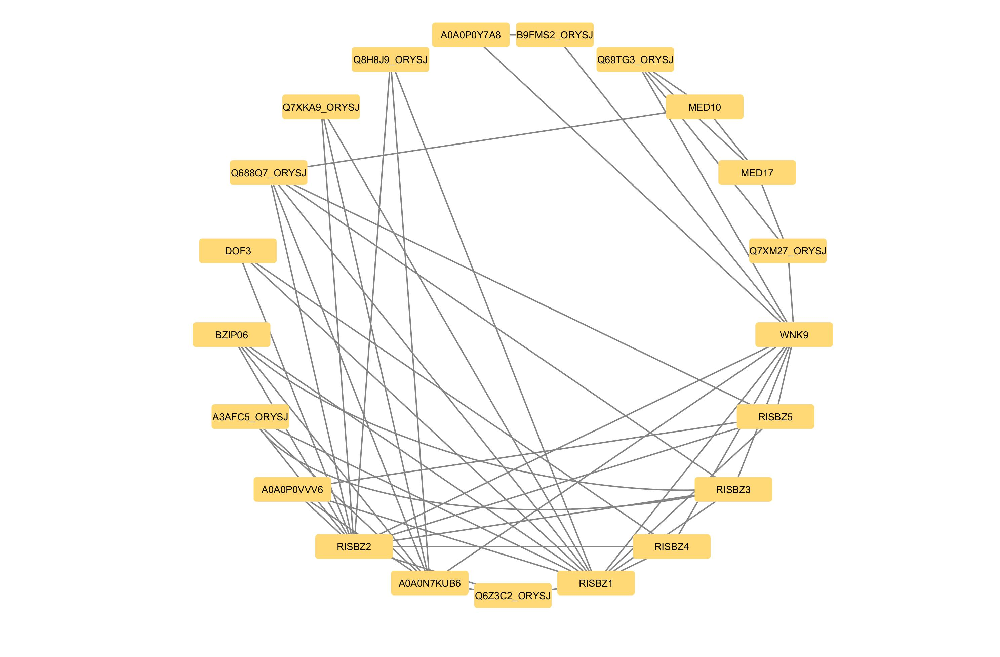 A0A0P0Y7A8
B9FMS2_ORYSJ
Q8H8J9_ORYSJ
Q69TG3_ORYSJ
Q7XKA9_ORYSJ
MED10
Q688Q7_ORYSJ
MED17
DOF3
Q7XM27_ORYSJ
BZIP06
WNK9
A3AFC5_ORYSJ
RISBZ5
A0A0P0VVV6
RISBZ3
RISBZ2
RISBZ4
A0A0N7KUB6
RISBZ1
Q6Z3C2_ORYSJ